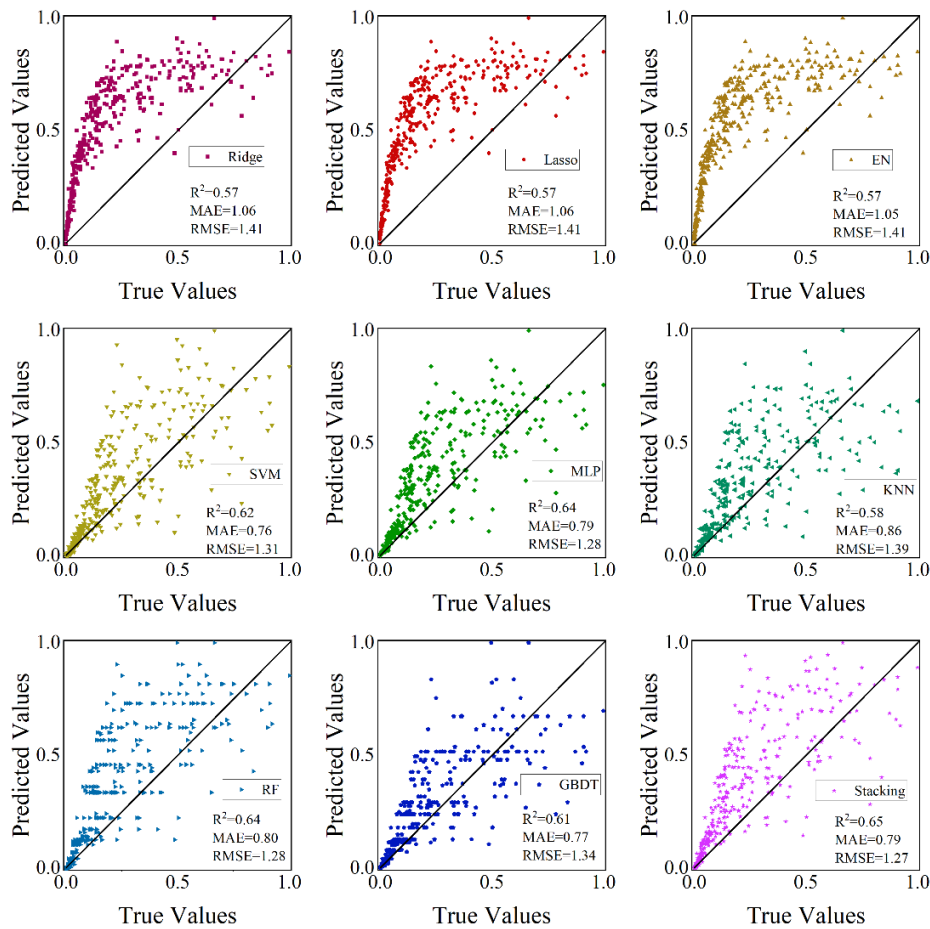 1.0
0.5
0.0
Predicted Values
Ridge
R²=0.57
MAE=1.06
RMSE=1.41
0.0 0.5 1.0
True Values
1.0
0.5
0.0
Predicted Values
Lasso
R²=0.57
MAE=1.06
RMSE=1.41
0.0 0.5 1.0
True Values
1.0
0.5
0.0
Predicted Values
EN
R²=0.57
MAE=1.05
RMSE=1.41
0.0 0.5 1.0
True Values
1.0
0.5
0.0
Predicted Values
SVM
R²=0.62
MAE=0.76
RMSE=1.31
0.0 0.5 1.0
True Values
1.0
0.5
0.0
Predicted Values
MLP
R²=0.64
MAE=0.79
RMSE=1.28
0.0 0.5 1.0
True Values
1.0
0.5
0.0
Predicted Values
KNN
R²=0.58
MAE=0.86
RMSE=1.39
0.0 0.5 1.0
True Values
1.0
0.5
0.0
Predicted Values
RF
R²=0.64
MAE=0.80
RMSE=1.28
0.0 0.5 1.0
True Values
1.0
0.5
0.0
Predicted Values
GBDT
R²=0.61
MAE=0.77
RMSE=1.34
0.0 0.5 1.0
True Values
1.0
0.5
0.0
Predicted Values
Stacking
R²=0.65
MAE=0.79
RMSE=1.27
0.0 0.5 1.0
True Values